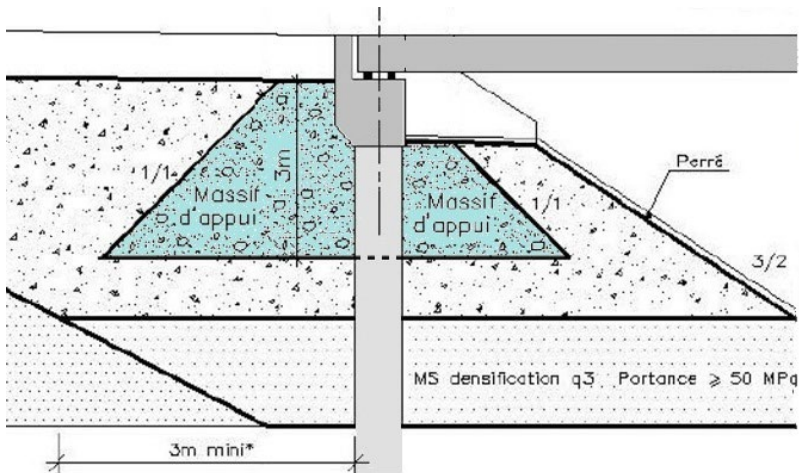 1/1
3m
Massif
d'appui
Massif
d'appui
1/1
Perré
3/2
MS densification q3 Portance ⩾ 50 MPa
3m mini*